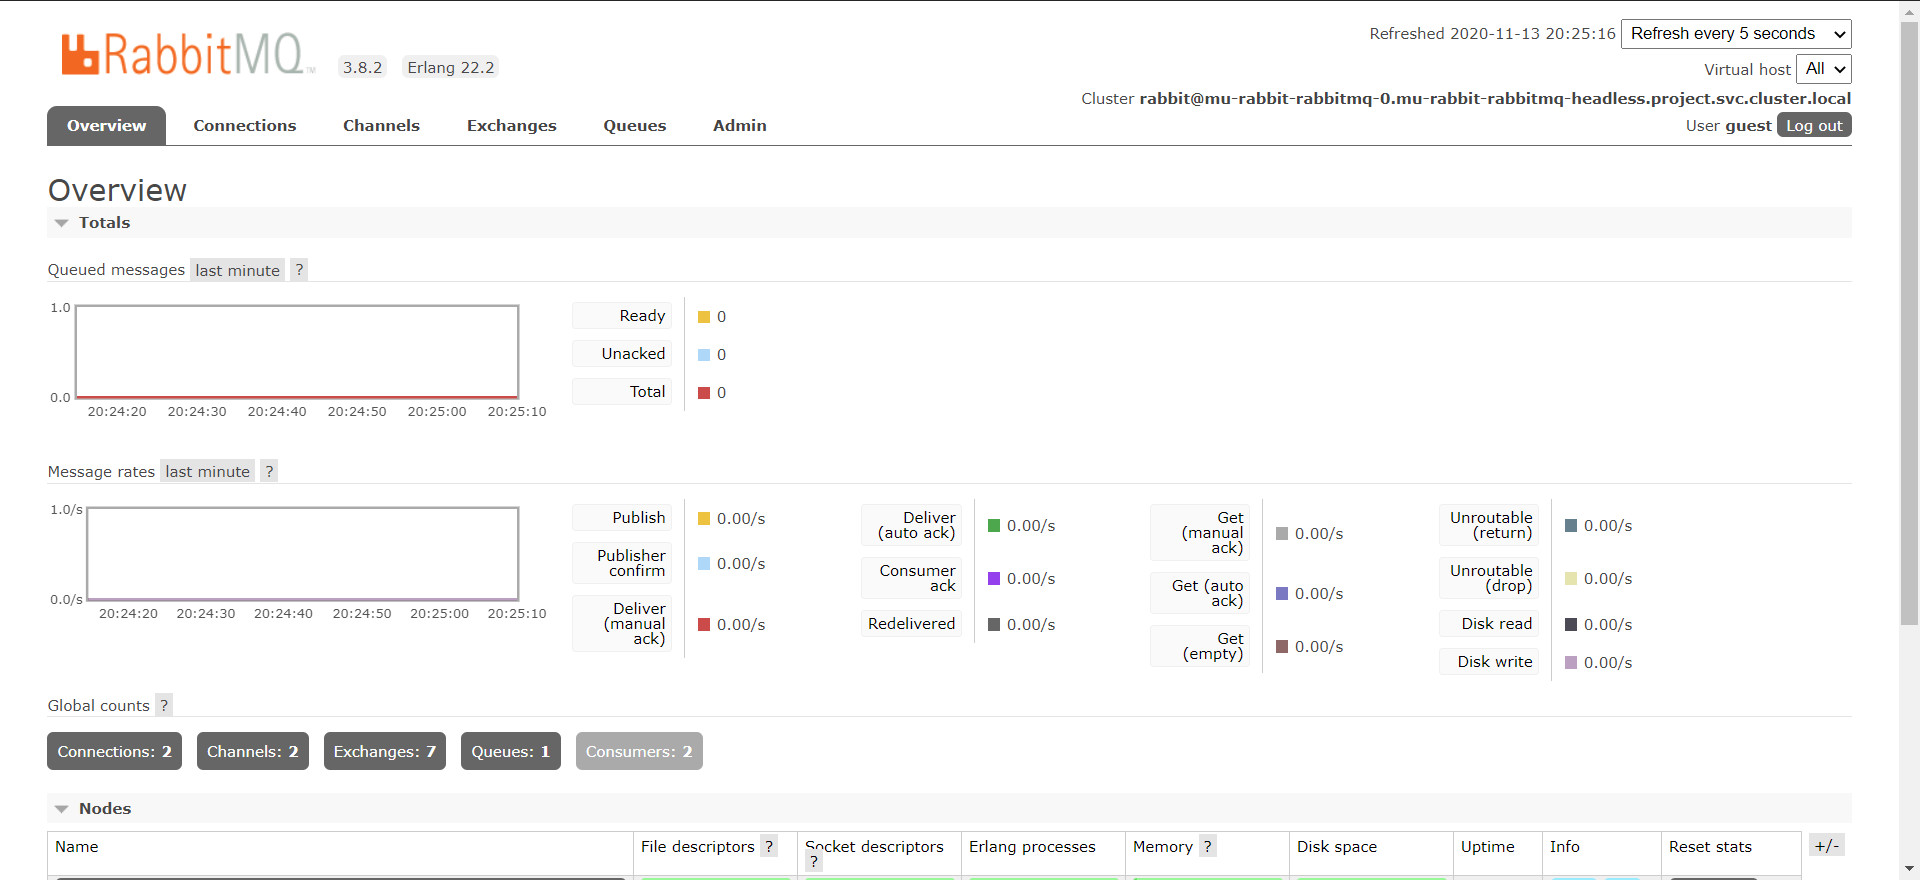 RabbitMQ TM 3.8.2 Erlang 22.2
Refreshed 2020-11-13 20:25:16 Refresh every 5 seconds
Virtual host All
Cluster rabbit@mu-rabbit-rabbitmq-0.mu-rabbit-rabbitmq-headless.project.svc.cluster.local
User guest Log out
Overview Connections Channels Exchanges Queues Admin
Overview
Totals
Queued messages last minute ?
1.0
0.0
20:24:20 20:24:30 20:24:40 20:24:50 20:25:00 20:25:10
Ready 0
Unacked 0
Total 0
Message rates last minute ?
1.0/s
0.0/s
20:24:20 20:24:30 20:24:40 20:24:50 20:25:00 20:25:10
Publish 0.00/s
Publisher
confirm 0.00/s
Deliver
(manual
ack) 0.00/s
Deliver
(auto ack) 0.00/s
Consumer
ack 0.00/s
Redelivered 0.00/s
Get
(manual
ack) 0.00/s
Get (auto
ack) 0.00/s
Get
(empty) 0.00/s
Unroutable
(return) 0.00/s
Unroutable
(drop) 0.00/s
Disk read 0.00/s
Disk write 0.00/s
Global counts ?
Connections: 2 Channels: 2 Exchanges: 7 Queues: 1 Consumers: 2
Nodes
Name File descriptors ? Socket descriptors ? Erlang processes Memory ? Disk space Uptime Info Reset stats +/-